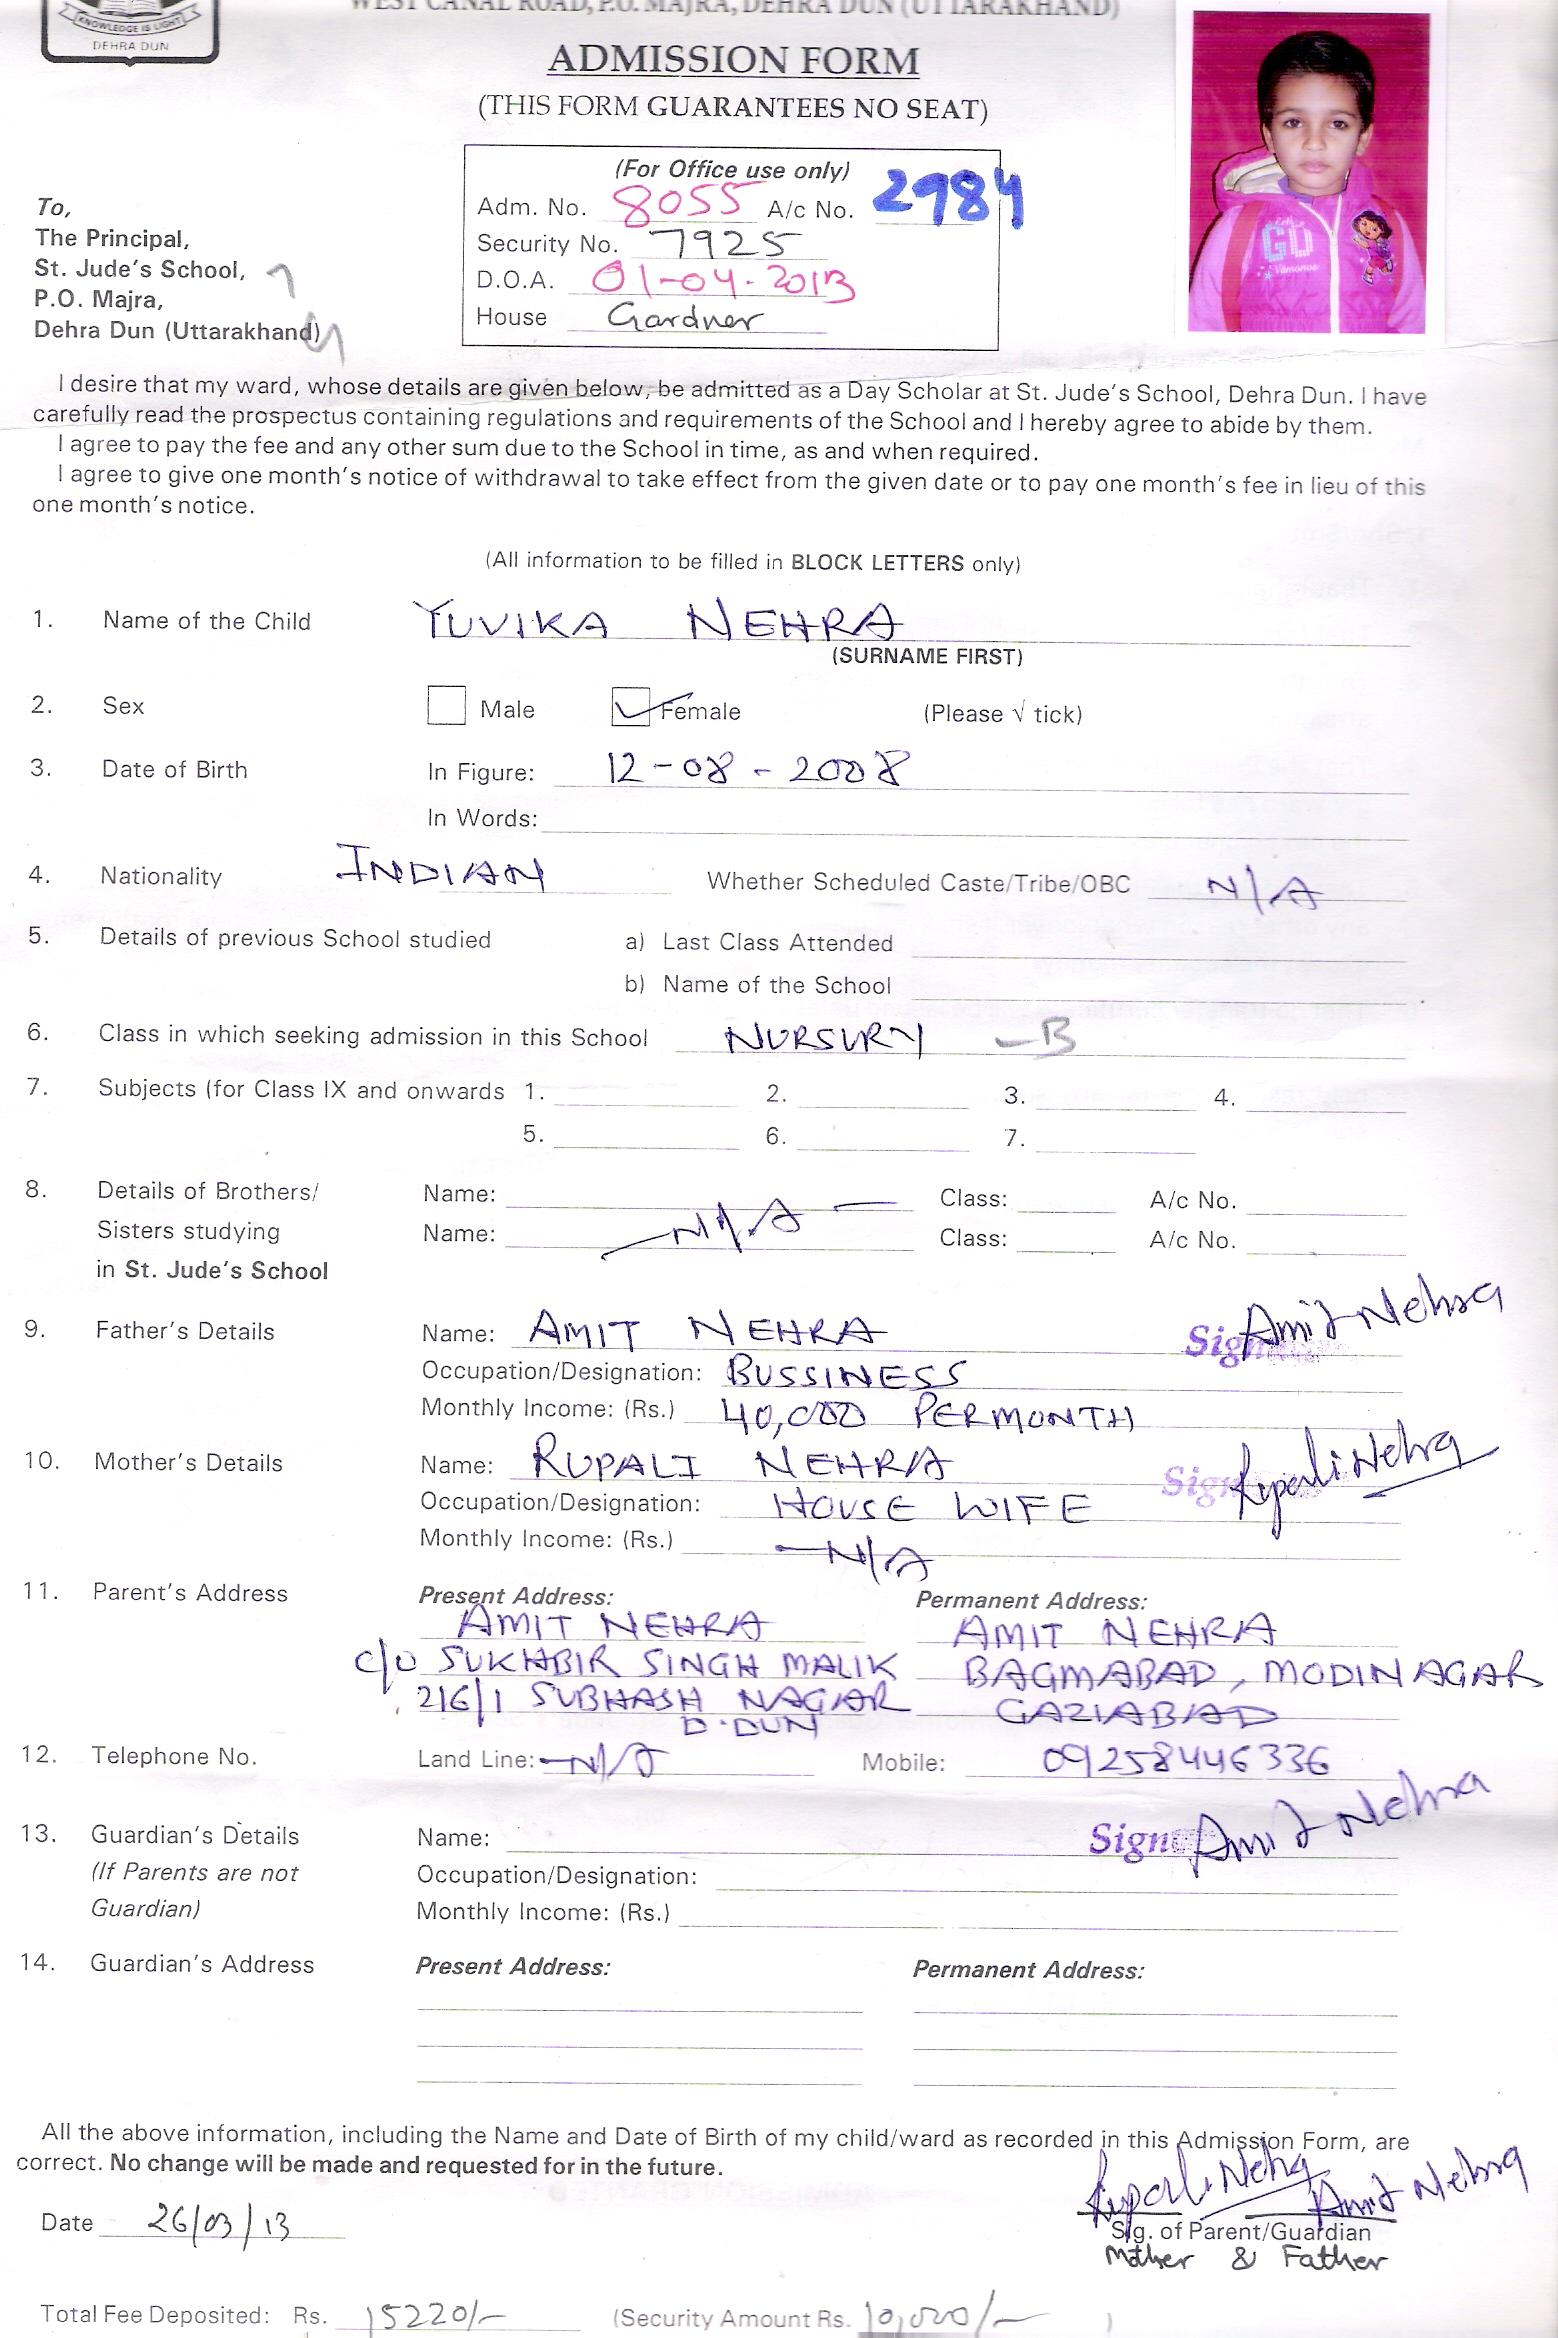 WEST CANAL ROAD, P.O. MAJRA, DEHRA DUN (UTTARAKHAND)
KNOWLEDGE IS LIGHT
DEHRA DUN
ADMISSION FORM
(THIS FORM GUARANTEES NO SEAT)
(For Office use only)
Adm. No. 8055 A/c No. 2984
Security No. 7925
D.O.A. 01-04-2013
House Gardner
To,
The Principal,
St. Jude's School,
P.O. Majra,
Dehra Dun (Uttarakhand)
I desire that my ward, whose details are given below, be admitted as a Day Scholar at St. Jude's School, Dehra Dun. I have
carefully read the prospectus containing regulations and requirements of the School and I hereby agree to abide by them.
I agree to pay the fee and any other sum due to the School in time, as and when required.
I agree to give one month's notice of withdrawal to take effect from the given date or to pay one month's fee in lieu of this
one month's notice.
(All information to be filled in BLOCK LETTERS only)
1. Name of the Child YUVIKA NEHRA
(SURNAME FIRST)
2. Sex Male Female (Please √ tick)
3. Date of Birth In Figure: 12-08-2008
In Words:
4. Nationality INDIAN Whether Scheduled Caste/Tribe/OBC N/A
5. Details of previous School studied a) Last Class Attended
b) Name of the School
6. Class in which seeking admission in this School NURSURY -B
7. Subjects (for Class IX and onwards 1. 2. 3. 4.
5. 6. 7.
8. Details of Brothers/ Name: Class: A/c No.
Sisters studying Name: N/A Class: A/c No.
in St. Jude's School
9. Father's Details Name: AMIT NEHRA Sign Amit Nehra
Occupation/Designation: BUSSINESS
Monthly Income: (Rs.) 40,000 PERMONTH
10. Mother's Details Name: RUPALI NEHRA Sign Rupali Nehra
Occupation/Designation: HOUSE WIFE
Monthly Income: (Rs.) N/A
11. Parent's Address Present Address: Permanent Address:
AMIT NEHRA AMIT NEHRA
C/O SUKHBIR SINGH MALIK BAGMABAD, MODINAGAR
216/1 SUBHASH NAGAR GAZIABAD
D.DUN
12. Telephone No. Land Line: N/A Mobile: 09258446336
13. Guardian's Details Name: Sign Amit Nehra
(If Parents are not Occupation/Designation:
Guardian) Monthly Income: (Rs.)
14. Guardian's Address Present Address: Permanent Address:
All the above information, including the Name and Date of Birth of my child/ward as recorded in this Admission Form, are
correct. No change will be made and requested for in the future.
Rupali Nehra Amit Nehra
Date 26/03/13 Sig. of Parent/Guardian
Mother & Father
Total Fee Deposited: Rs. 15220/- (Security Amount Rs. 10,000/- )